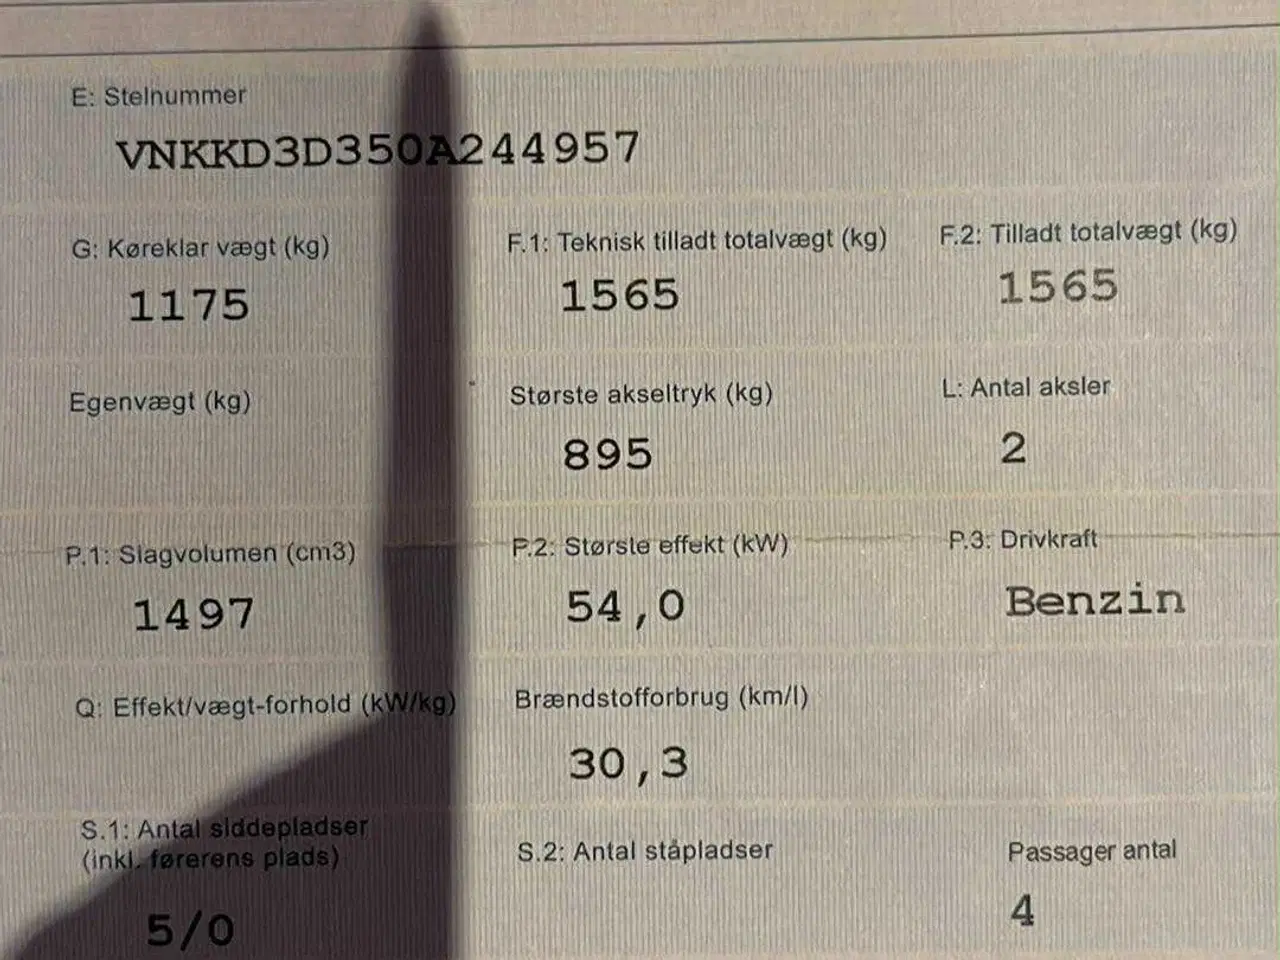 E: Stelnummer
VNKKD3D350A244957
G: Køreklar vægt (kg)
F.1: Teknisk tilladt totalvægt (kg)
F.2: Tilladt totalvægt (kg)
1175
1565
1565
Egenvægt (kg)
Største akseltryk (kg)
L: Antal aksler
895
2
P.1: Slagvolumen (cm3)
P.2: Største effekt (kW)
P.3: Drivkraft
1497
54,0
Benzin
Q: Effekt/vægt-forhold (kW/kg)
Brændstofforbrug (km/l)
30,3
S.1: Antal siddepladser
(inkl. førerens plads)
S.2: Antal ståpladser
Passager antal
5/0
4